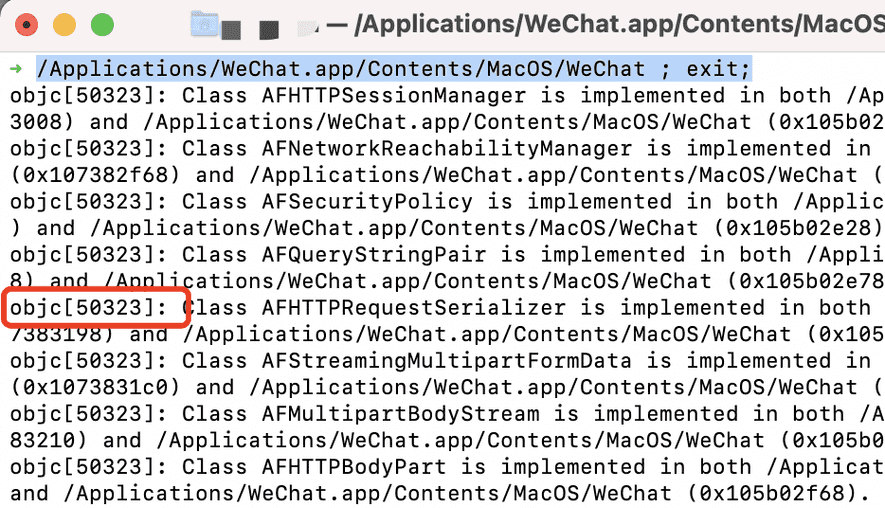 — /Applications/WeChat.app/Contents/MacOS
/Applications/WeChat.app/Contents/MacOS/WeChat ; exit;
objc[50323]: Class AFHTTPSessionManager is implemented in both /Ap
3008) and /Applications/WeChat.app/Contents/MacOS/WeChat (0x105b02
objc[50323]: Class AFNetworkReachabilityManager is implemented in
(0x107382f68) and /Applications/WeChat.app/Contents/MacOS/WeChat (
objc[50323]: Class AFSecurityPolicy is implemented in both /Applic
) and /Applications/WeChat.app/Contents/MacOS/WeChat (0x105b02e28)
objc[50323]: Class AFQueryStringPair is implemented in both /Appli
8) and /Applications/WeChat.app/Contents/MacOS/WeChat (0x105b02e78
objc[50323]: Class AFHTTPRequestSerializer is implemented in both
7383198) and /Applications/WeChat.app/Contents/MacOS/WeChat (0x105
objc[50323]: Class AFStreamingMultipartFormData is implemented in
(0x1073831c0) and /Applications/WeChat.app/Contents/MacOS/WeChat (
objc[50323]: Class AFMultipartBodyStream is implemented in both /A
83210) and /Applications/WeChat.app/Contents/MacOS/WeChat (0x105b0
objc[50323]: Class AFHTTPBodyPart is implemented in both /Applicat
and /Applications/WeChat.app/Contents/MacOS/WeChat (0x105b02f68).